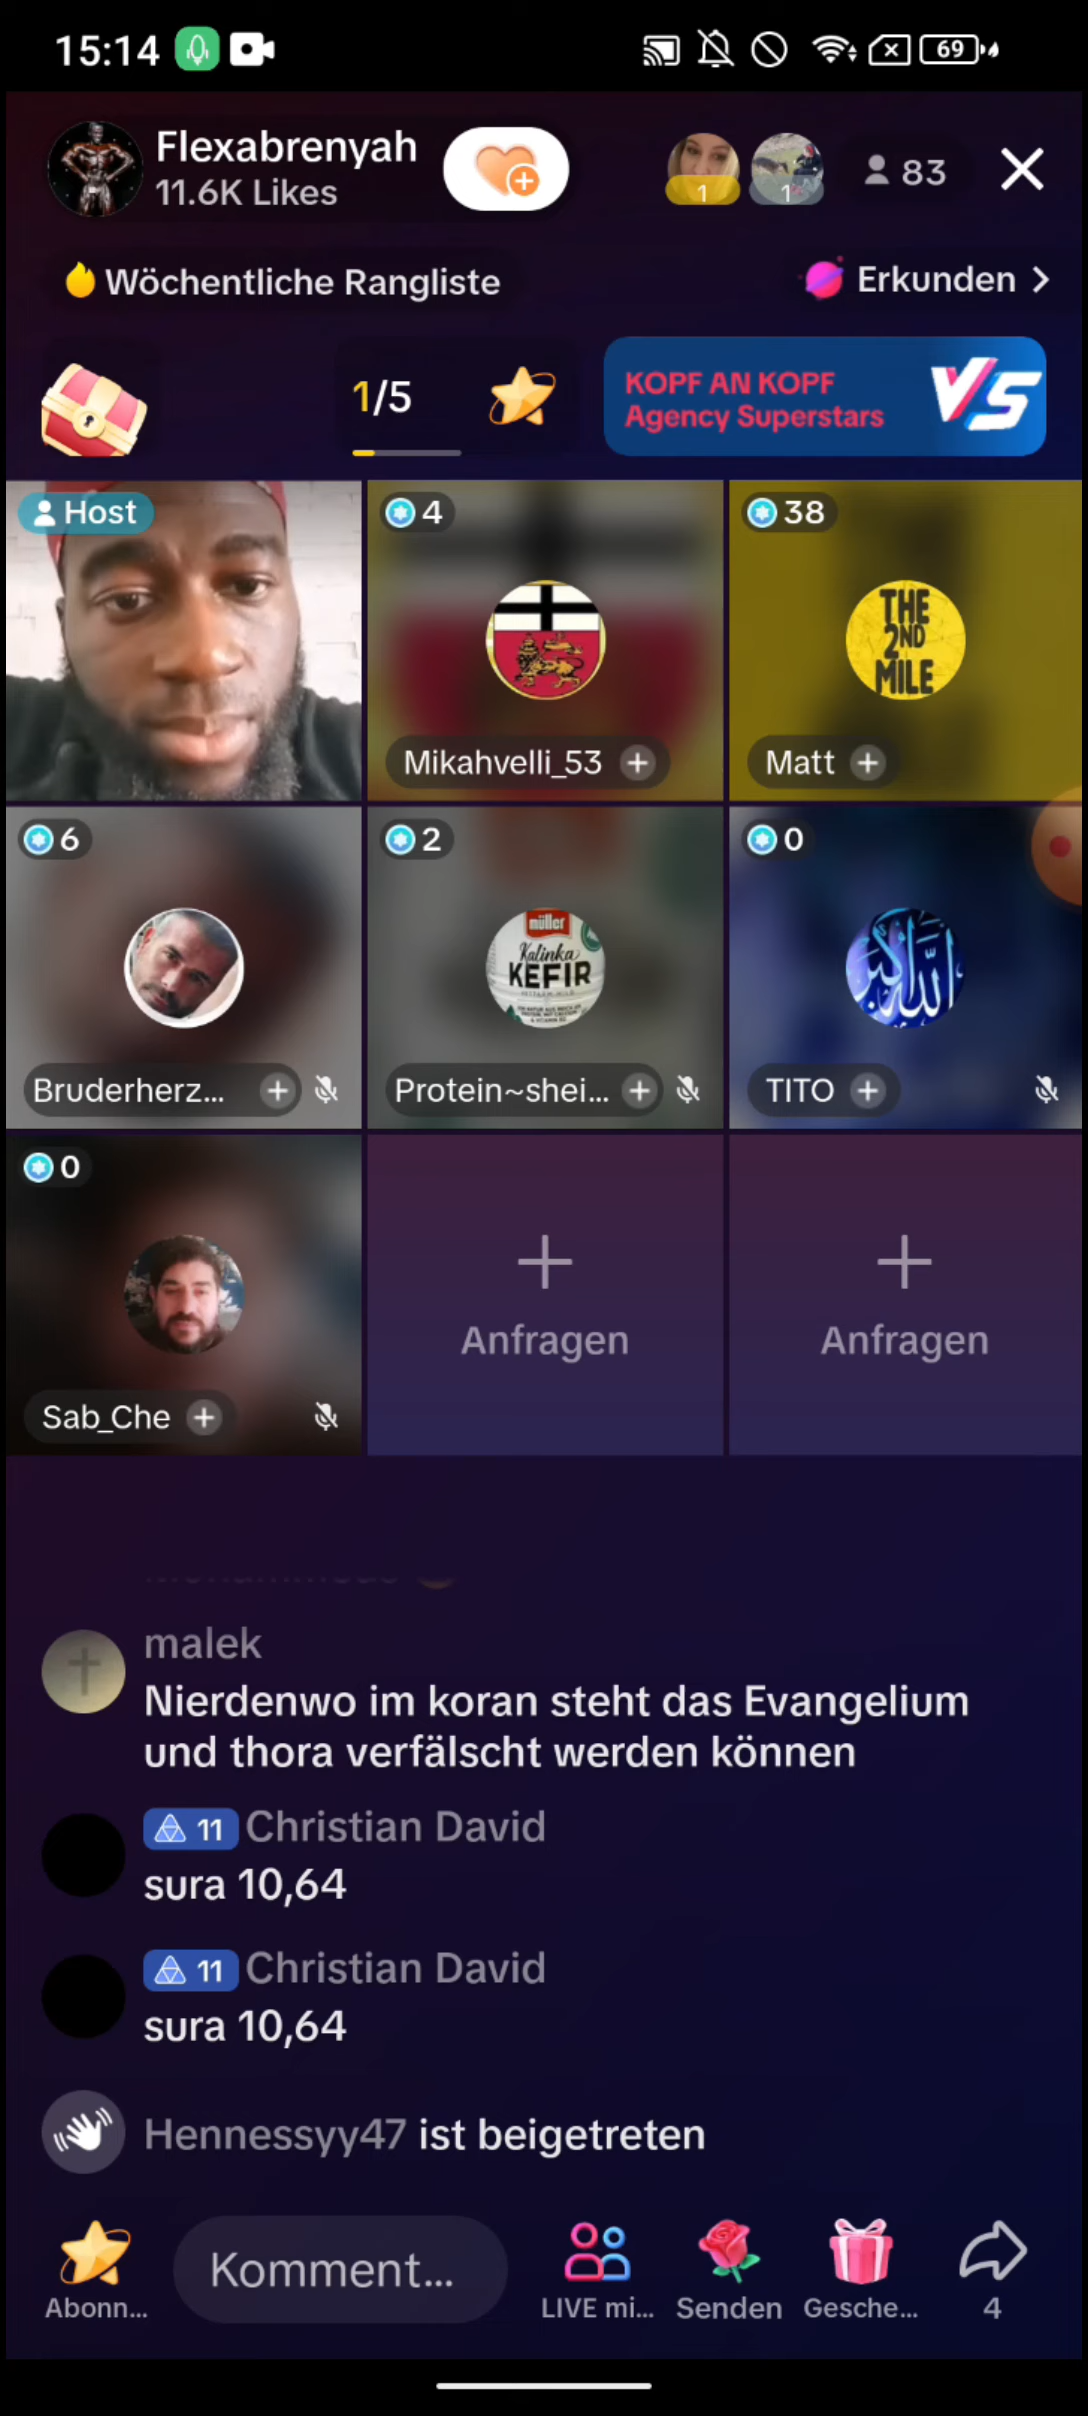 15:14
69
Flexabrenyah
11.6K Likes
1
1
83
Wöchentliche Rangliste
Erkunden
1/5
KOPF AN KOPF
Agency Superstars
VS
Host
4
38
THE
2ND
MILE
Mikahvelli_53
Matt
6
2
0
müller
Kalinka
KEFIR
الله أكبر
Bruderherz...
Protein~shei...
TITO
0
Anfragen
Anfragen
Sab_Che
malek
Nierdenwo im koran steht das Evangelium
und thora verfälscht werden können
11 Christian David
sura 10,64
11 Christian David
sura 10,64
Hennessyy47 ist beigetreten
Komment...
Abonn...
LIVE mi...
Senden
Gesche...
4